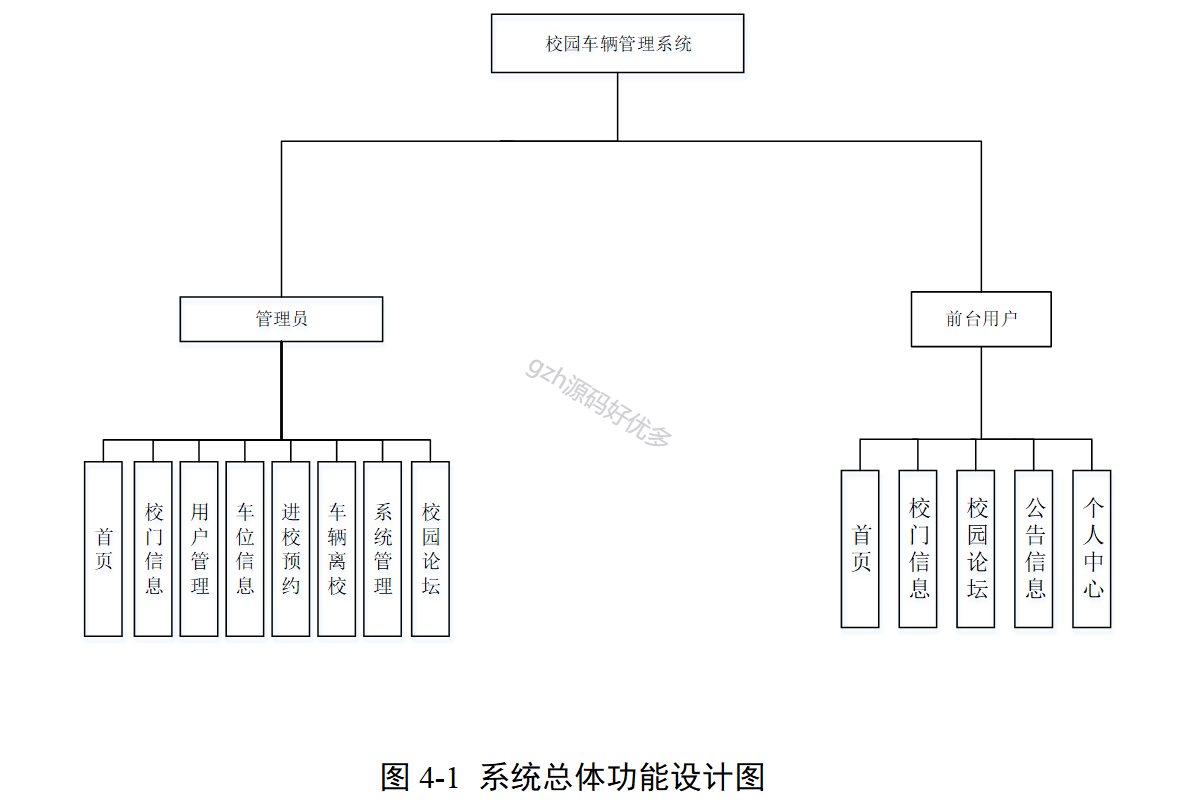 校园车辆管理系统
管理员
前台用户
gzh源码好优多
首页
校门信息
用户管理
车位信息
进校预约
车辆离校
系统管理
校园论坛
首页
校门信息
校园论坛
公告信息
个人中心
图 4-1 系统总体功能设计图